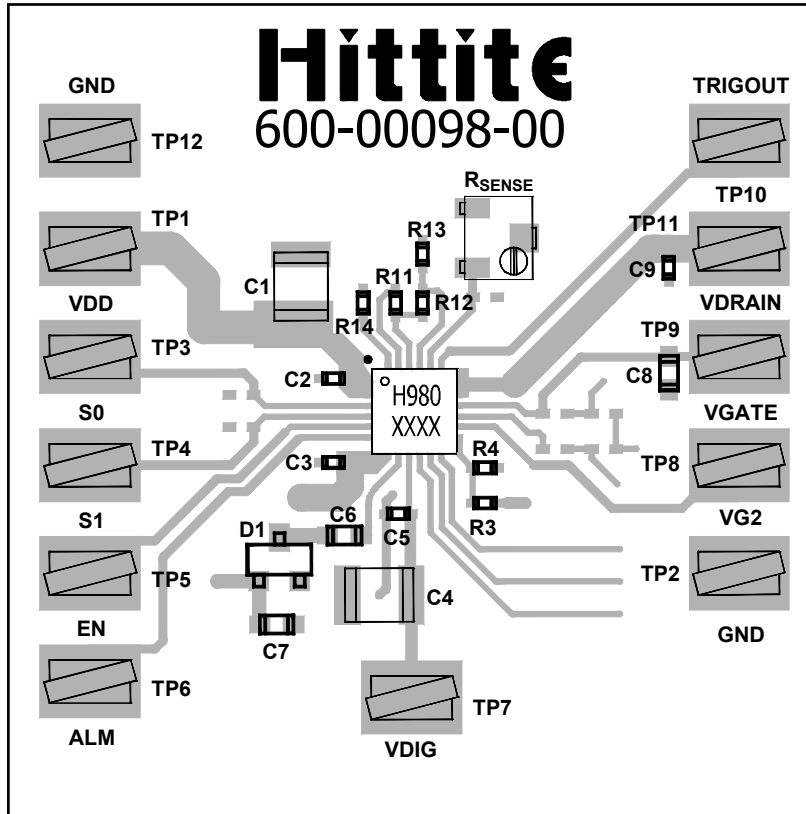 Hittite
600-00098-00
GND
TP12
TRIGOUT
TP10
RSENSE
TP1
VDD
R13
TP11
C9
VDRAIN
C1
R11
R12
R14
TP3
S0
C2
H980
XXXX
TP9
C8
VGATE
TP4
S1
C3
R4
R3
TP8
VG2
D1
C6
C5
C4
C7
TP5
EN
TP2
GND
TP6
ALM
TP7
VDIG